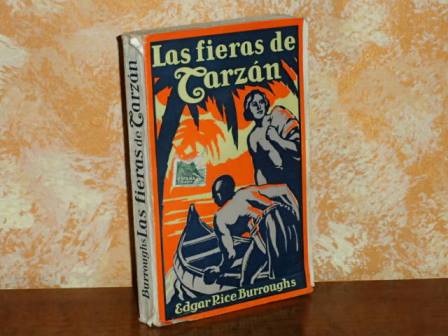 Las fieras de
Tarzán
Edgar Rice Burroughs
Burroughs Las fieras de Tarzán